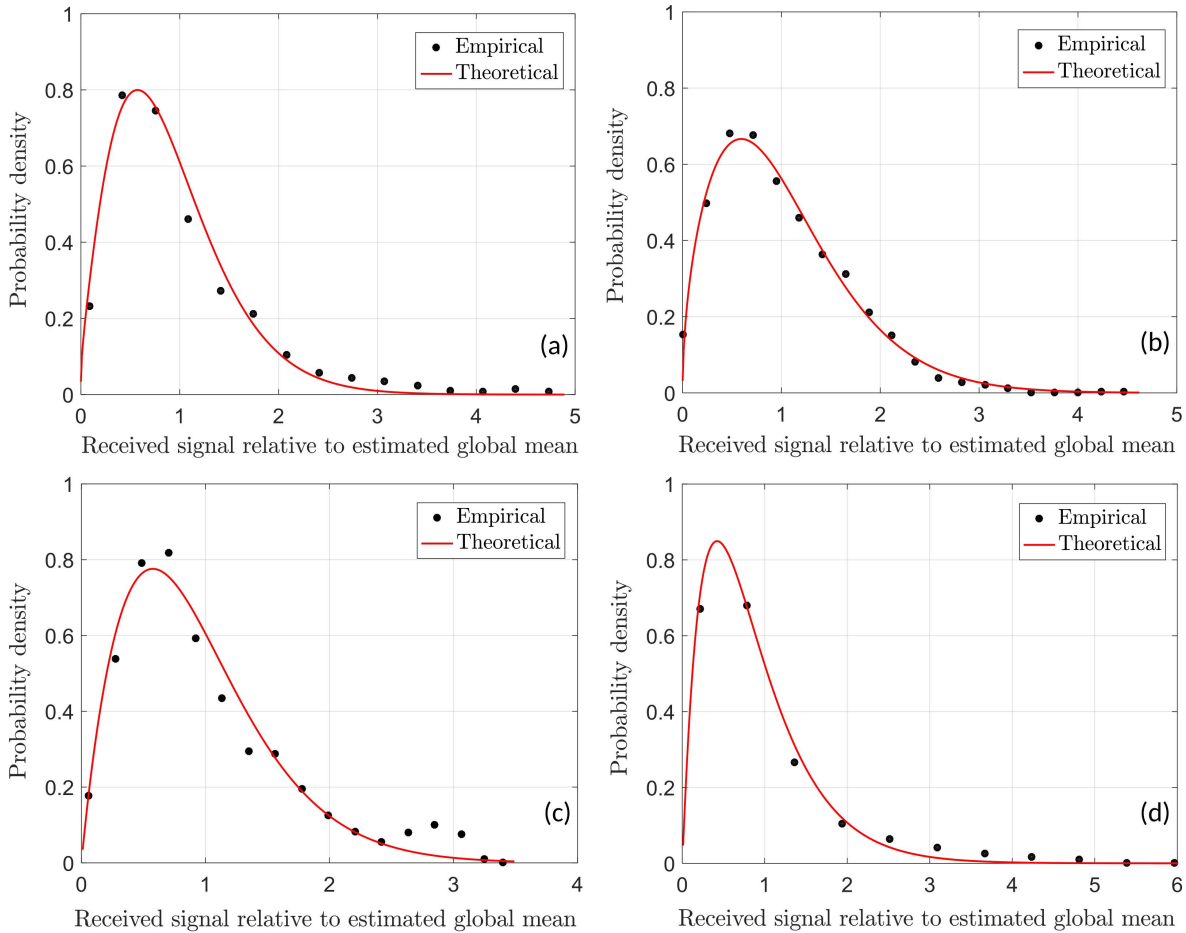 1
0.8
0.6
0.4
0.2
0
0 1 2 3 4 5
Probability density
Received signal relative to estimated global mean
Empirical
Theoretical
(a)
1
0.8
0.6
0.4
0.2
0
0 1 2 3 4 5
Probability density
Received signal relative to estimated global mean
Empirical
Theoretical
(b)
1
0.8
0.6
0.4
0.2
0
0 1 2 3 4
Probability density
Received signal relative to estimated global mean
Empirical
Theoretical
(c)
1
0.8
0.6
0.4
0.2
0
0 1 2 3 4 5 6
Probability density
Received signal relative to estimated global mean
Empirical
Theoretical
(d)